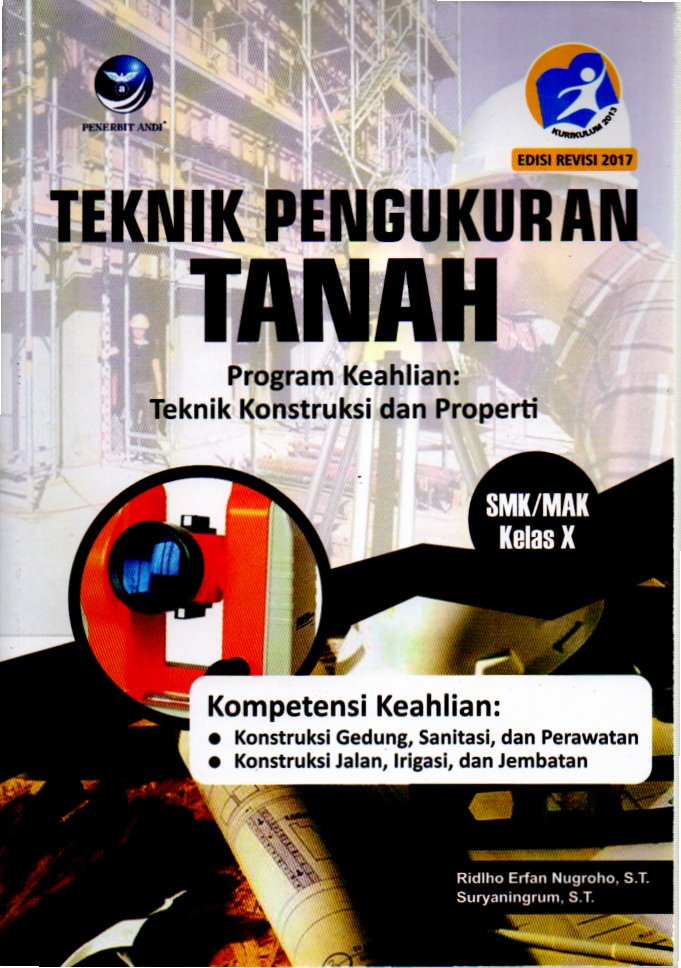 PENERBIT ANDI
KURIKULUM 2013
EDISI REVISI 2017
TEKNIK PENGUKURAN
TANAH
Program Keahlian:
Teknik Konstruksi dan Properti
SMK/MAK
Kelas X
Kompetensi Keahlian:
• Konstruksi Gedung, Sanitasi, dan Perawatan
• Konstruksi Jalan, Irigasi, dan Jembatan
Ridlho Erfan Nugroho, S.T.
Suryaningrum, S.T.